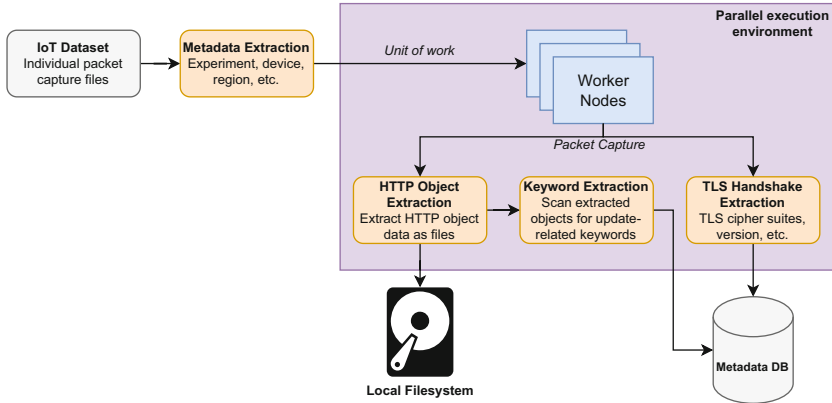 Parallel execution
environment
IoT Dataset
Individual packet
capture files
Metadata Extraction
Experiment, device,
region, etc.
Unit of work
Worker
Nodes
Packet Capture
HTTP Object
Extraction
Extract HTTP object
data as files
Keyword Extraction
Scan extracted
objects for update-
related keywords
TLS Handshake
Extraction
TLS cipher suites,
version, etc.
Local Filesystem
Metadata DB